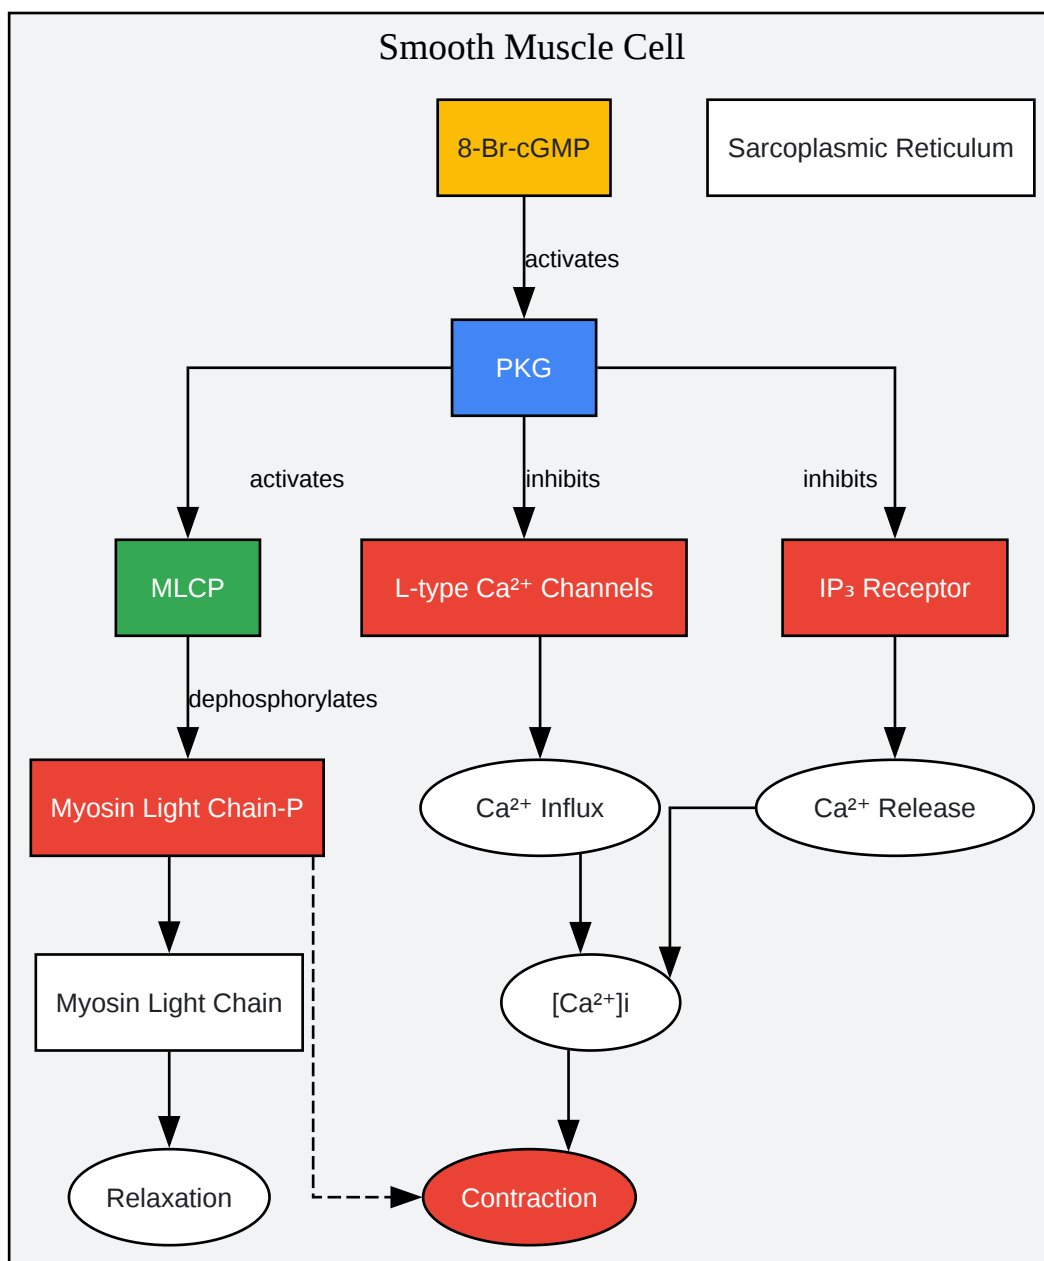 Smooth Muscle Cell
8-Br-cGMP
Sarcoplasmic Reticulum
activates
PKG
activates
inhibits
inhibits
MLCP
L-type Ca²⁺ Channels
IP₃ Receptor
dephosphorylates
Myosin Light Chain-P
Ca²⁺ Influx
Ca²⁺ Release
Myosin Light Chain
[Ca²⁺]i
Relaxation
Contraction